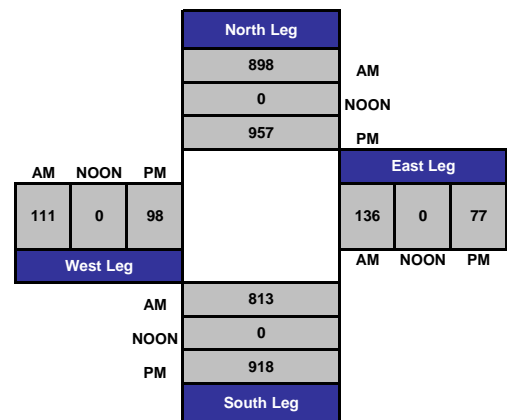 North Leg
898 AM
0 NOON
957 PM
AM NOON PM
East Leg
111 0 98
136 0 77
West Leg
AM NOON PM
AM 813
NOON 0
PM 918
South Leg